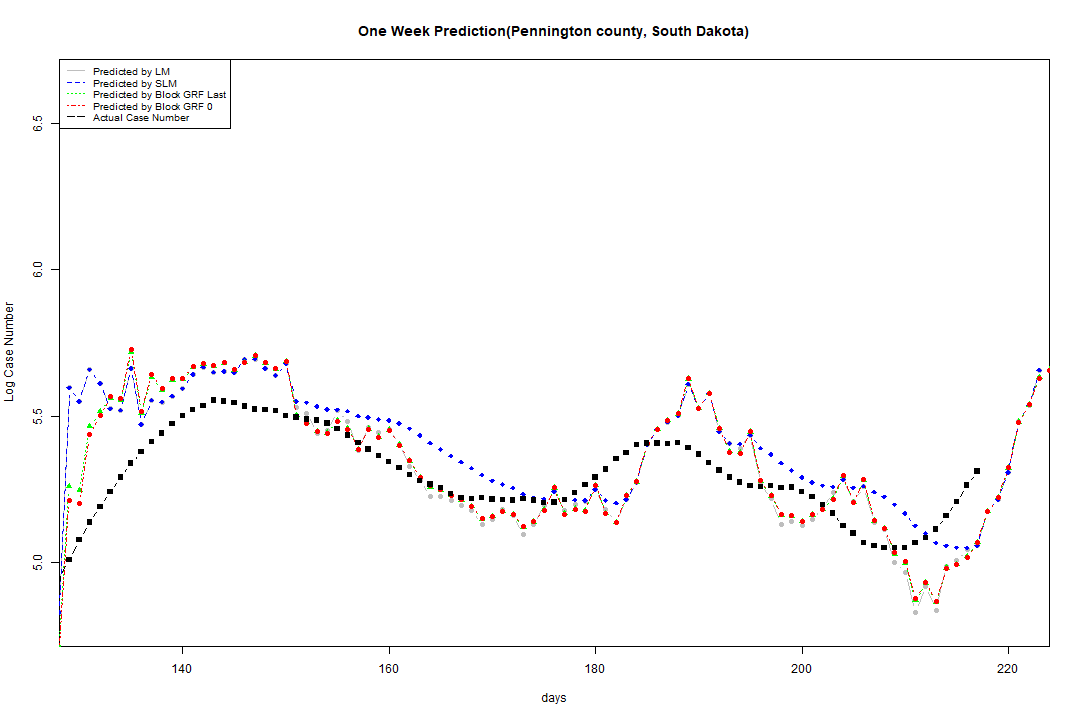 One Week Prediction(Pennington county, South Dakota)
Predicted by LM
Predicted by SLM
Predicted by Block GRF Last
Predicted by Block GRF 0
Actual Case Number
Log Case Number
6.5
6.0
5.5
5.0
140
160
180
200
220
days